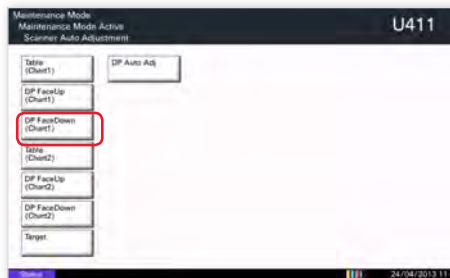 Maintenance Mode
Maintenance Mode Active
Scanner Auto Adjustment
U411
Table
(Chart1)
DP Auto Adj
DP FaceUp
(Chart1)
DP FaceDown
(Chart1)
Table
(Chart2)
DP FaceUp
(Chart2)
DP FaceDown
(Chart2)
Target
Status
24/04/2013 11